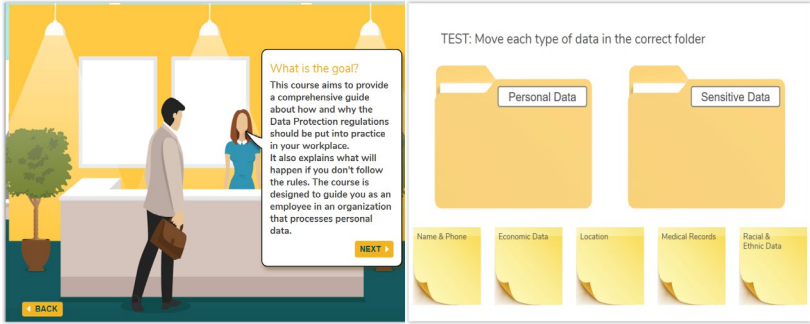 What is the goal?
This course aims to provide
a comprehensive guide
about how and why the
Data Protection regulations
should be put into practice
in your workplace.
It also explains what will
happen if you don't follow
the rules. The course is
designed to guide you as an
employee in an organization
that processes personal
data.
NEXT
BACK
TEST: Move each type of data in the correct folder
Personal Data
Sensitive Data
Name & Phone
Economic Data
Location
Medical Records
Racial &
Ethnic Data